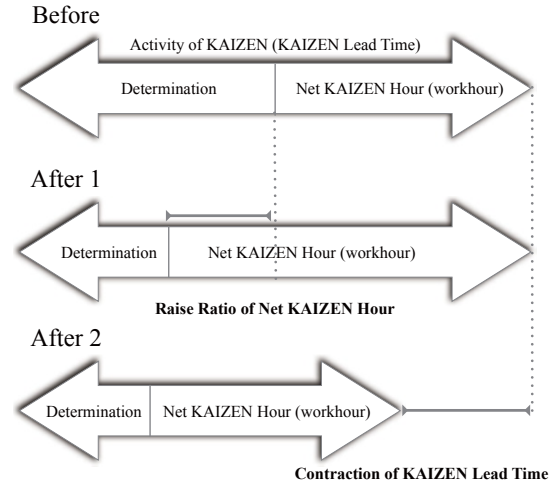 Before
Activity of KAIZEN (KAIZEN Lead Time)
Determination
Net KAIZEN Hour (workhour)
After 1
Determination
Net KAIZEN Hour (workhour)
Raise Ratio of Net KAIZEN Hour
After 2
Determination
Net KAIZEN Hour (workhour)
Contraction of KAIZEN Lead Time